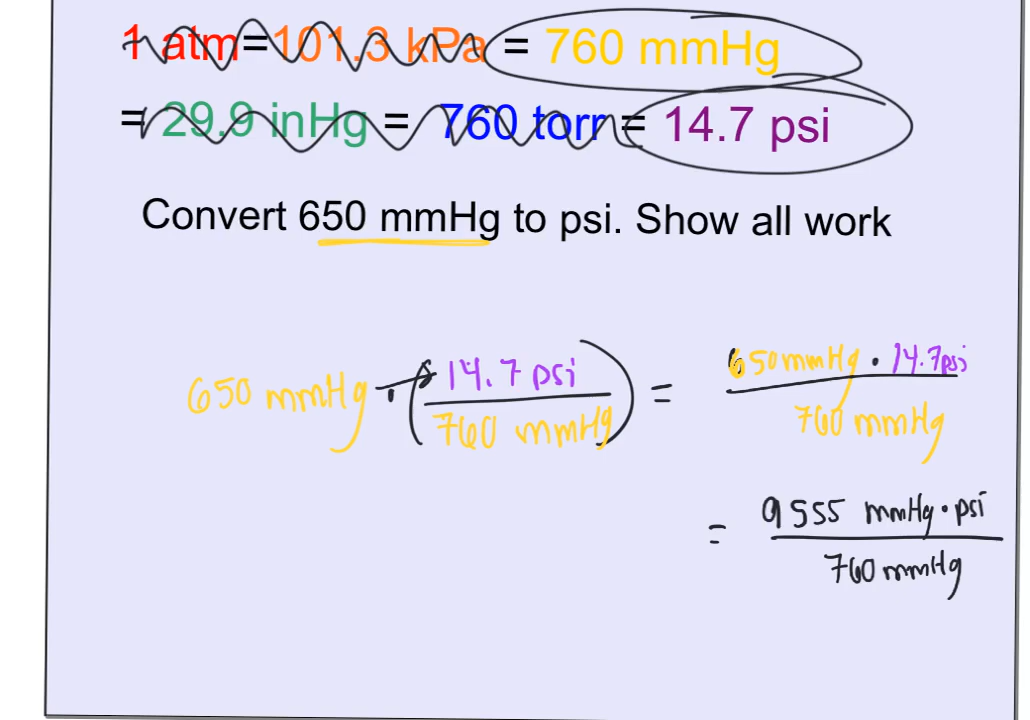 1 atm=101.3 kPa = 760 mmHg
= 29.9 inHg = 760 torr = 14.7 psi
Convert 650 mmHg to psi. Show all work
650 mmHg · (14.7 psi / 760 mmHg) = 650 mmHg · 14.7psi / 760 mmHg
= 9555 mmHg · psi / 760 mmHg